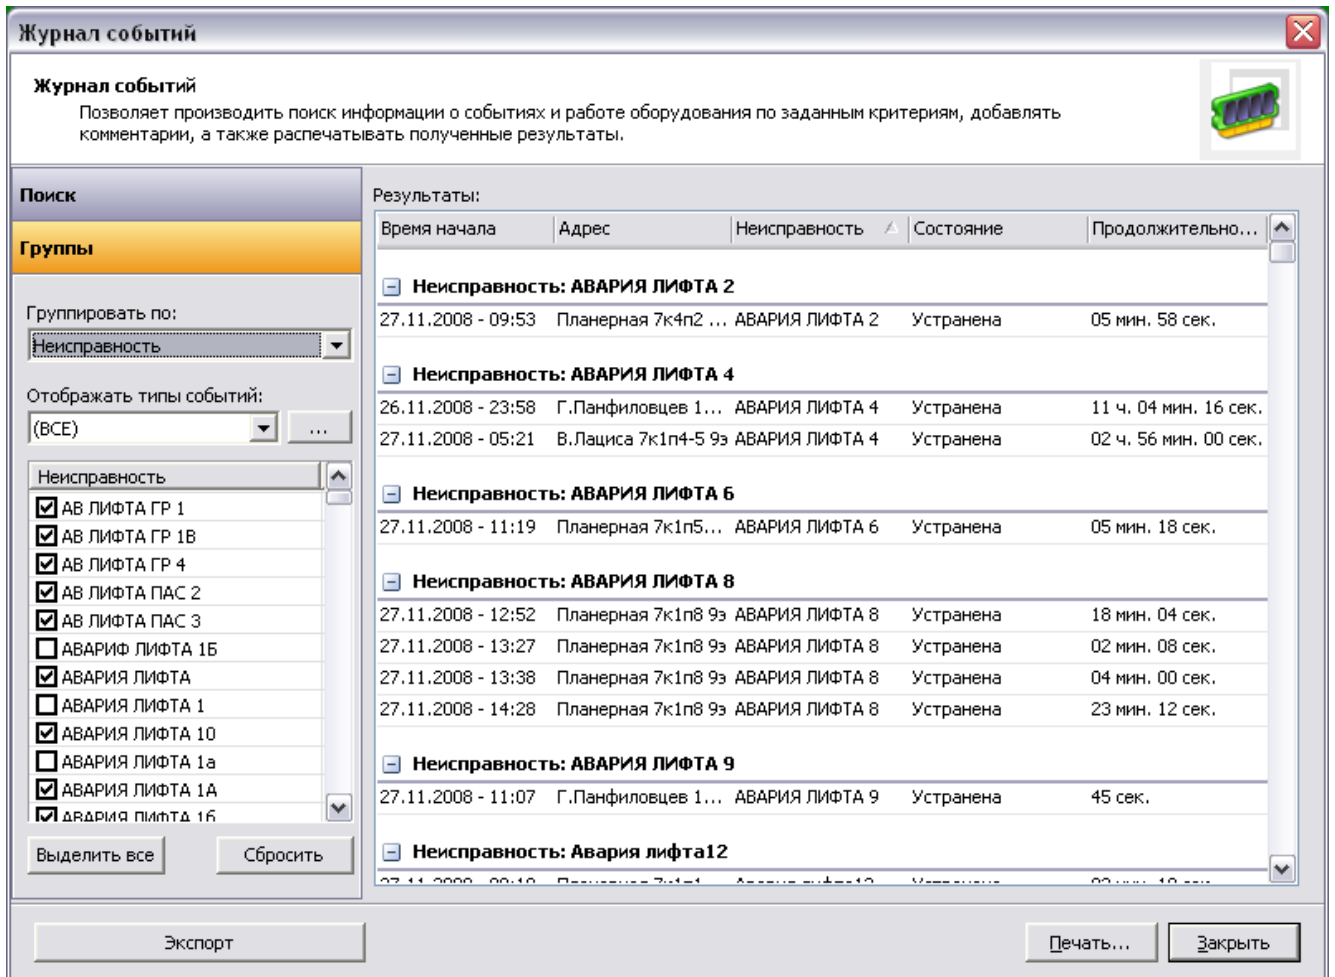 Журнал событий
Журнал событий
Позволяет производить поиск информации о событиях и работе оборудования по заданным критериям, добавлять
комментарии, а также распечатывать полученные результаты.
Поиск
Группы
Группировать по:
Неисправность
Отображать типы событий:
(ВСЕ)
...
Неисправность
АВ ЛИФТА ГР 1
АВ ЛИФТА ГР 1В
АВ ЛИФТА ГР 4
АВ ЛИФТА ПАС 2
АВ ЛИФТА ПАС 3
АВАРИФ ЛИФТА 1Б
АВАРИЯ ЛИФТА
АВАРИЯ ЛИФТА 1
АВАРИЯ ЛИФТА 10
АВАРИЯ ЛИФТА 1а
АВАРИЯ ЛИФТА 1А
АВАРИЯ ЛИФТА 1б
Выделить все Сбросить
Результаты:
Время начала Адрес Неисправность Состояние Продолжительно...
Неисправность: АВАРИЯ ЛИФТА 2
27.11.2008 - 09:53 Планерная 7к4п2 ... АВАРИЯ ЛИФТА 2 Устранена 05 мин. 58 сек.
Неисправность: АВАРИЯ ЛИФТА 4
26.11.2008 - 23:58 Г.Панфиловцев 1... АВАРИЯ ЛИФТА 4 Устранена 11 ч. 04 мин. 16 сек.
27.11.2008 - 05:21 В.Лациса 7к1п4-5 9э АВАРИЯ ЛИФТА 4 Устранена 02 ч. 56 мин. 00 сек.
Неисправность: АВАРИЯ ЛИФТА 6
27.11.2008 - 11:19 Планерная 7к1п5... АВАРИЯ ЛИФТА 6 Устранена 05 мин. 18 сек.
Неисправность: АВАРИЯ ЛИФТА 8
27.11.2008 - 12:52 Планерная 7к1п8 9э АВАРИЯ ЛИФТА 8 Устранена 18 мин. 04 сек.
27.11.2008 - 13:27 Планерная 7к1п8 9э АВАРИЯ ЛИФТА 8 Устранена 02 мин. 08 сек.
27.11.2008 - 13:38 Планерная 7к1п8 9э АВАРИЯ ЛИФТА 8 Устранена 04 мин. 00 сек.
27.11.2008 - 14:28 Планерная 7к1п8 9э АВАРИЯ ЛИФТА 8 Устранена 23 мин. 12 сек.
Неисправность: АВАРИЯ ЛИФТА 9
27.11.2008 - 11:07 Г.Панфиловцев 1... АВАРИЯ ЛИФТА 9 Устранена 45 сек.
Неисправность: Авария лифта12
Экспорт Печать... Закрыть